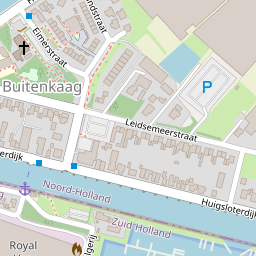 Eimerstraat
Buitenkaag
P
Leidsemeerstraat
Huigsloterdijk
Noord-Holland
Zuid Holland
Royal